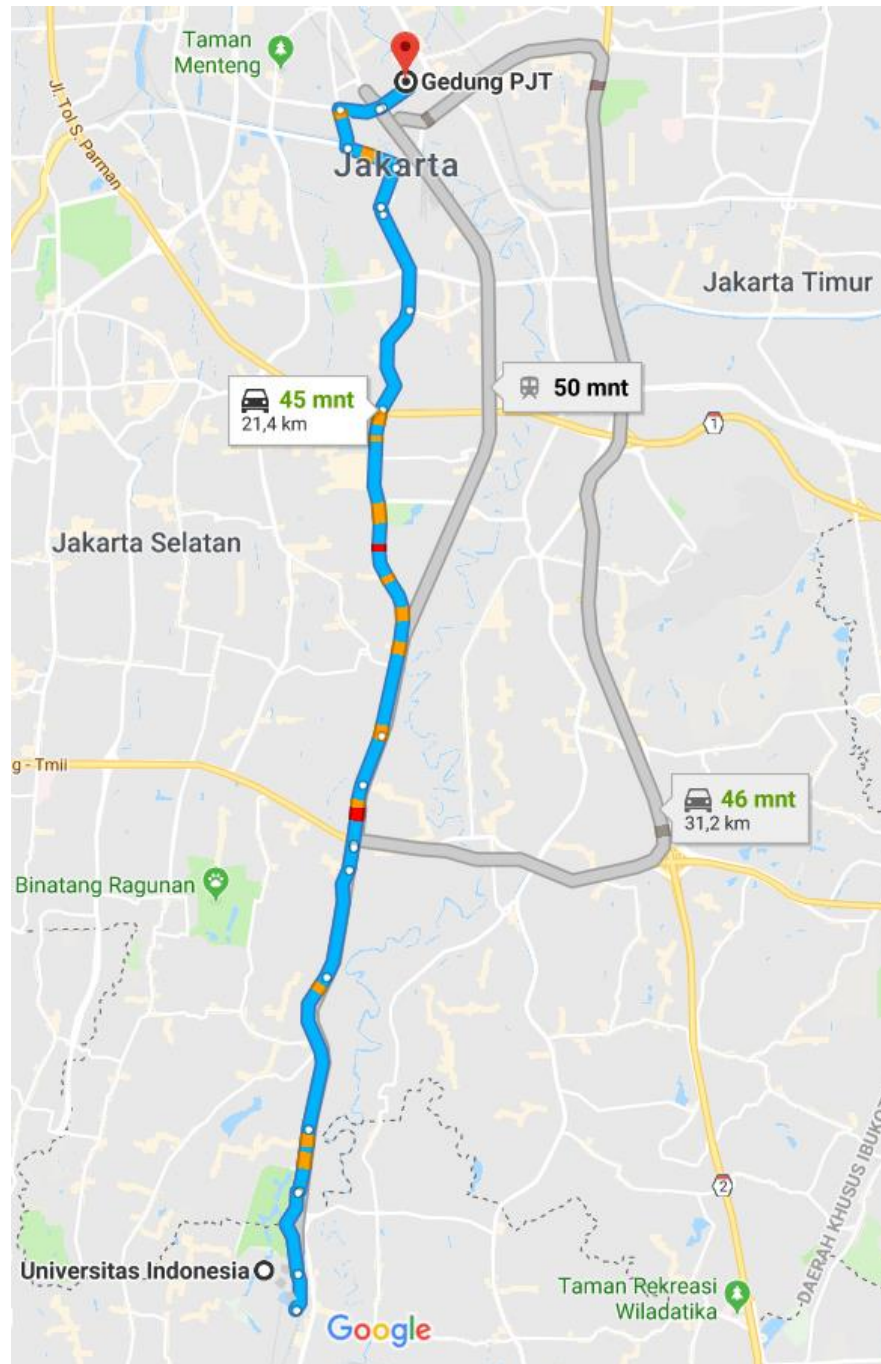 Taman
Menteng
Gedung PJT
Jl. Tol S. Parman
Jakarta
Jakarta Timur
45 mnt
21,4 km
50 mnt
1
Jakarta Selatan
g - Tmii
46 mnt
31,2 km
Binatang Ragunan
2
DAERAH KHUSUS IBUKOT
Universitas Indonesia
Taman Rekreasi
Wiladatika
Google